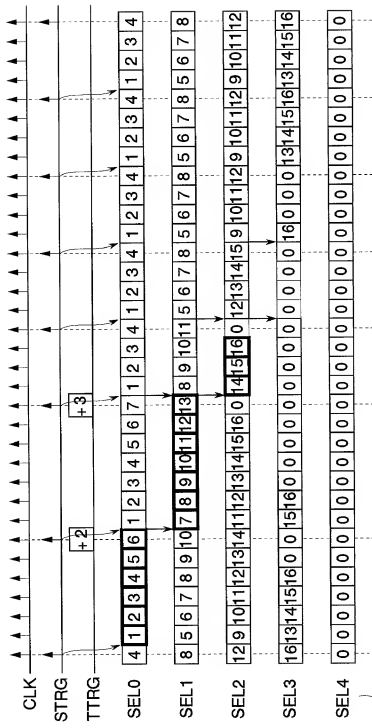 CLK
STRG
TTRG
+2 +3
SEL0 4 1 2 3 4 5 6 1 2 3 4 5 6 7 1 2 3 4 1 2 3 4 1 2 3 4 1 2 3 4 1 2 3 4
SEL1 8 5 6 7 8 9 10 7 8 9 10 11 12 13 8 9 10 11 5 6 7 8 5 6 7 8 5 6 7 8 5 6 7 8
SEL2 12 9 10 11 12 13 14 11 12 13 14 15 16 0 14 15 16 0 12 13 14 15 9 10 11 12 9 10 11 12 9 10 11 12
SEL3 16 13 14 15 16 0 0 15 16 0 0 0 0 0 0 0 0 0 0 0 0 0 16 0 0 0 13 14 15 16 13 14 15 16
SEL4 0 0 0 0 0 0 0 0 0 0 0 0 0 0 0 0 0 0 0 0 0 0 0 0 0 0 0 0 0 0 0 0 0 0